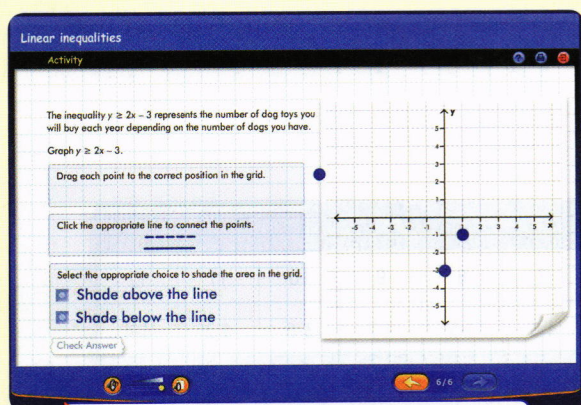 Linear inequalities
Activity
The inequality y ≥ 2x – 3 represents the number of dog toys you
will buy each year depending on the number of dogs you have.
Graph y ≥ 2x – 3.
Drag each point to the correct position in the grid.
Click the appropriate line to connect the points.
Select the appropriate choice to shade the area in the grid.
Shade above the line
Shade below the line
Check Answer
y
5
4
3
2
1
-5 -4 -3 -2 -1 2 3 4 5 x
-1
-2
-3
-4
-5
6/6